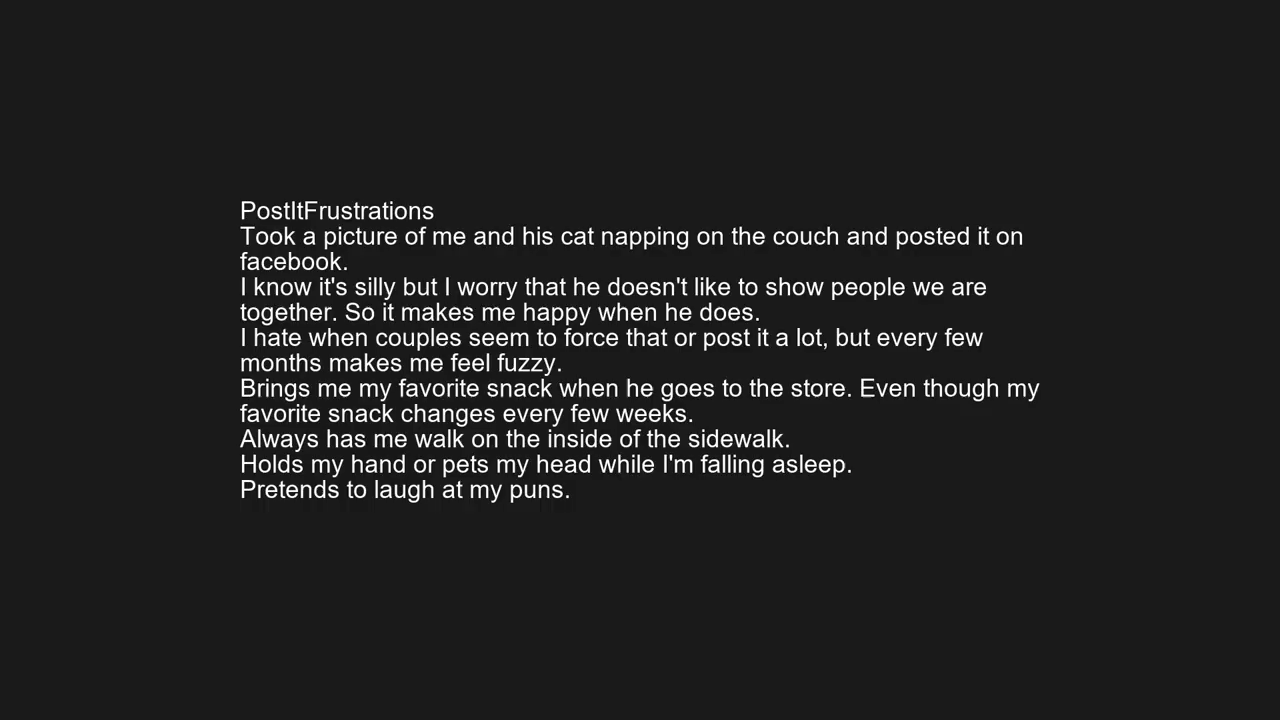 PostItFrustrations
Took a picture of me and his cat napping on the couch and posted it on
facebook.
I know it's silly but I worry that he doesn't like to show people we are
together. So it makes me happy when he does.
I hate when couples seem to force that or post it a lot, but every few
months makes me feel fuzzy.
Brings me my favorite snack when he goes to the store. Even though my
favorite snack changes every few weeks.
Always has me walk on the inside of the sidewalk.
Holds my hand or pets my head while I'm falling asleep.
Pretends to laugh at my puns.